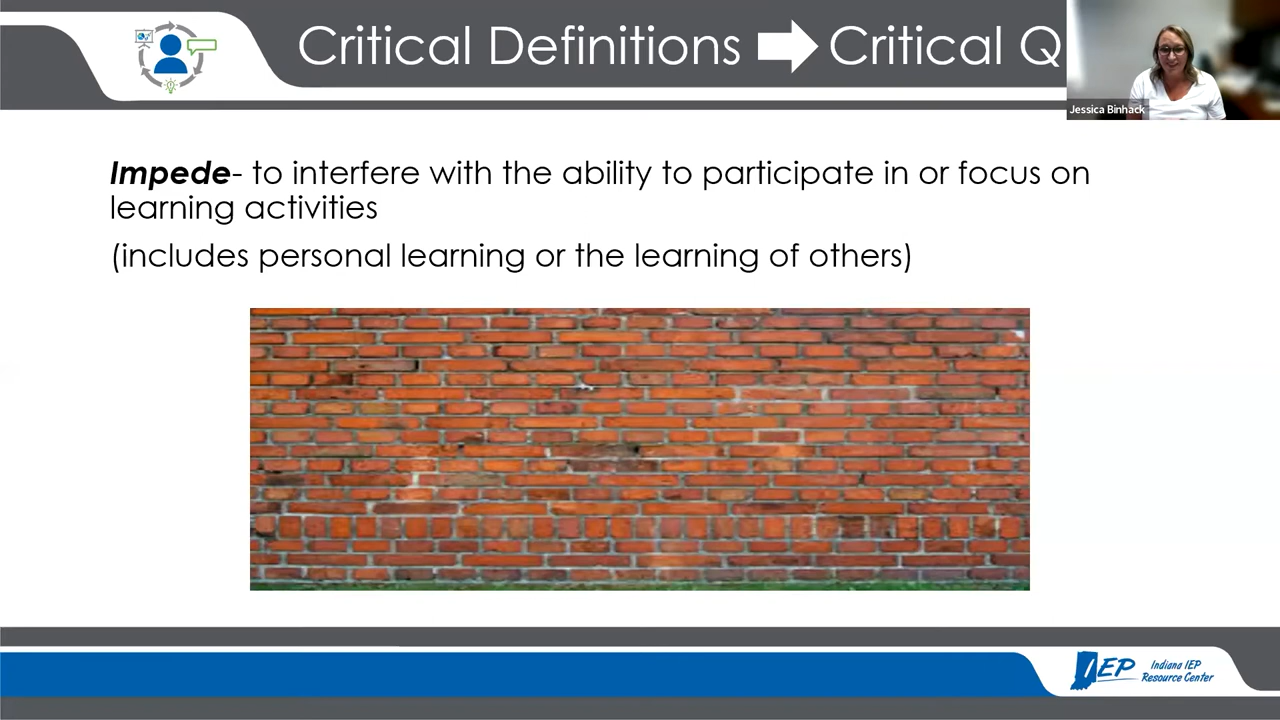 Critical Definitions Critical Q
Jessica Binhack
Impede- to interfere with the ability to participate in or focus on
learning activities
(includes personal learning or the learning of others)
IEP Indiana IEP
Resource Center